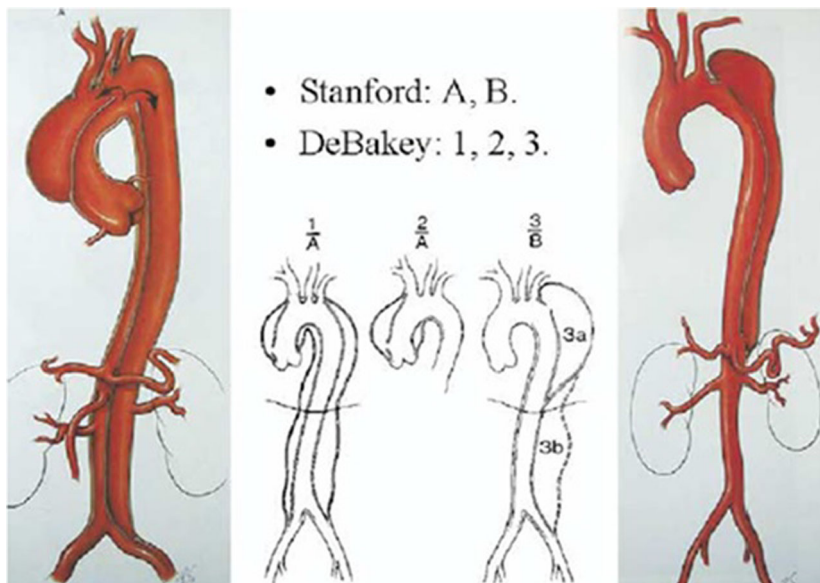 A
• Stanford: A, B.
• DeBakey: 1, 2, 3.
1/A 2/A 3/B
3a
3b